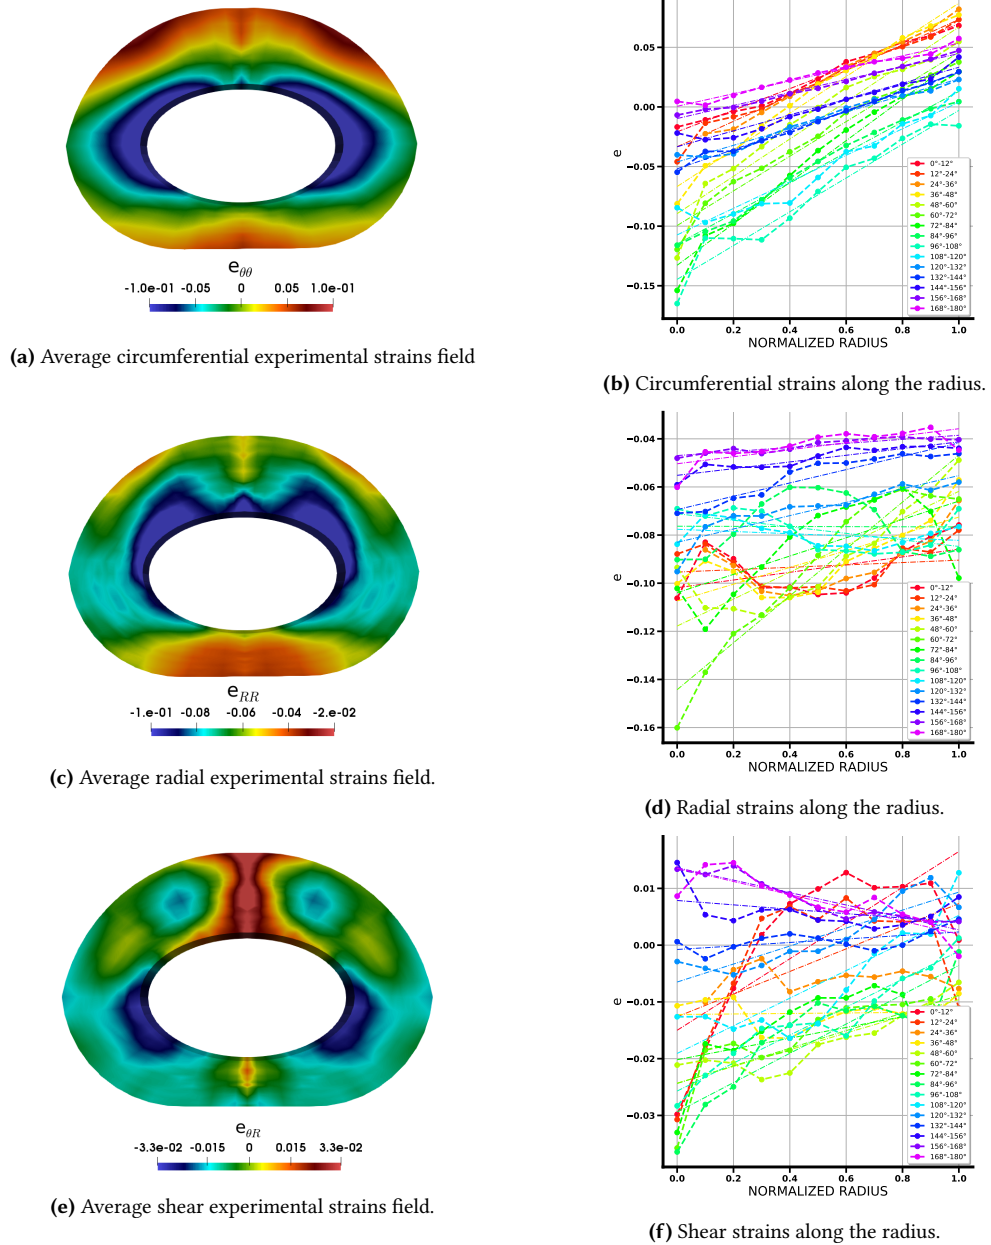 e_θθ
-1.0e-01 -0.05 0 0.05 1.0e-01
(a) Average circumferential experimental strains field
0.05
0.00
−0.05
−0.10
−0.15
e
0.0 0.2 0.4 0.6 0.8 1.0
NORMALIZED RADIUS
0°-12°
12°-24°
24°-36°
36°-48°
48°-60°
60°-72°
72°-84°
84°-96°
96°-108°
108°-120°
120°-132°
132°-144°
144°-156°
156°-168°
168°-180°
(b) Circumferential strains along the radius.
e_RR
-1.e-01 -0.08 -0.06 -0.04 -2.e-02
(c) Average radial experimental strains field.
−0.04
−0.06
−0.08
−0.10
−0.12
−0.14
−0.16
e
0.0 0.2 0.4 0.6 0.8 1.0
NORMALIZED RADIUS
0°-12°
12°-24°
24°-36°
36°-48°
48°-60°
60°-72°
72°-84°
84°-96°
96°-108°
108°-120°
120°-132°
132°-144°
144°-156°
156°-168°
168°-180°
(d) Radial strains along the radius.
e_θR
-3.3e-02 -0.015 0 0.015 3.3e-02
(e) Average shear experimental strains field.
0.01
0.00
−0.01
−0.02
−0.03
e
0.0 0.2 0.4 0.6 0.8 1.0
NORMALIZED RADIUS
0°-12°
12°-24°
24°-36°
36°-48°
48°-60°
60°-72°
72°-84°
84°-96°
96°-108°
108°-120°
120°-132°
132°-144°
144°-156°
156°-168°
168°-180°
(f) Shear strains along the radius.